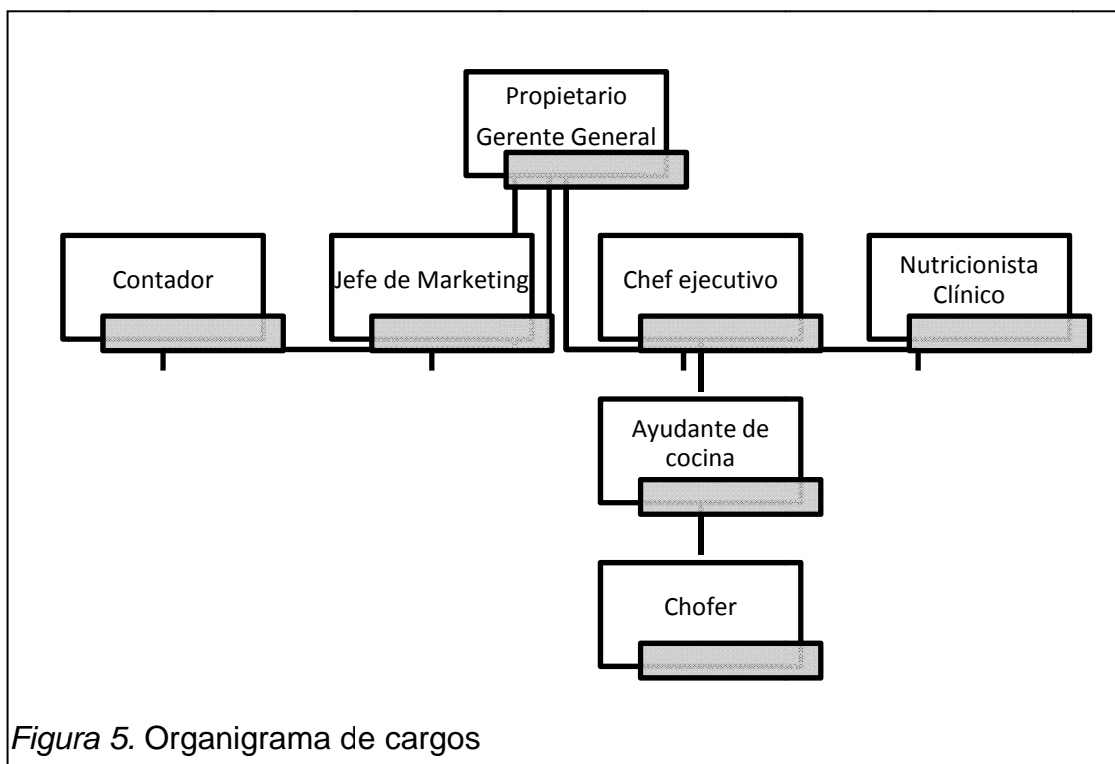 Propietario
Gerente General
Contador
Jefe de Marketing
Chef ejecutivo
Nutricionista
Clínico
Ayudante de
cocina
Chofer
Figura 5. Organigrama de cargos